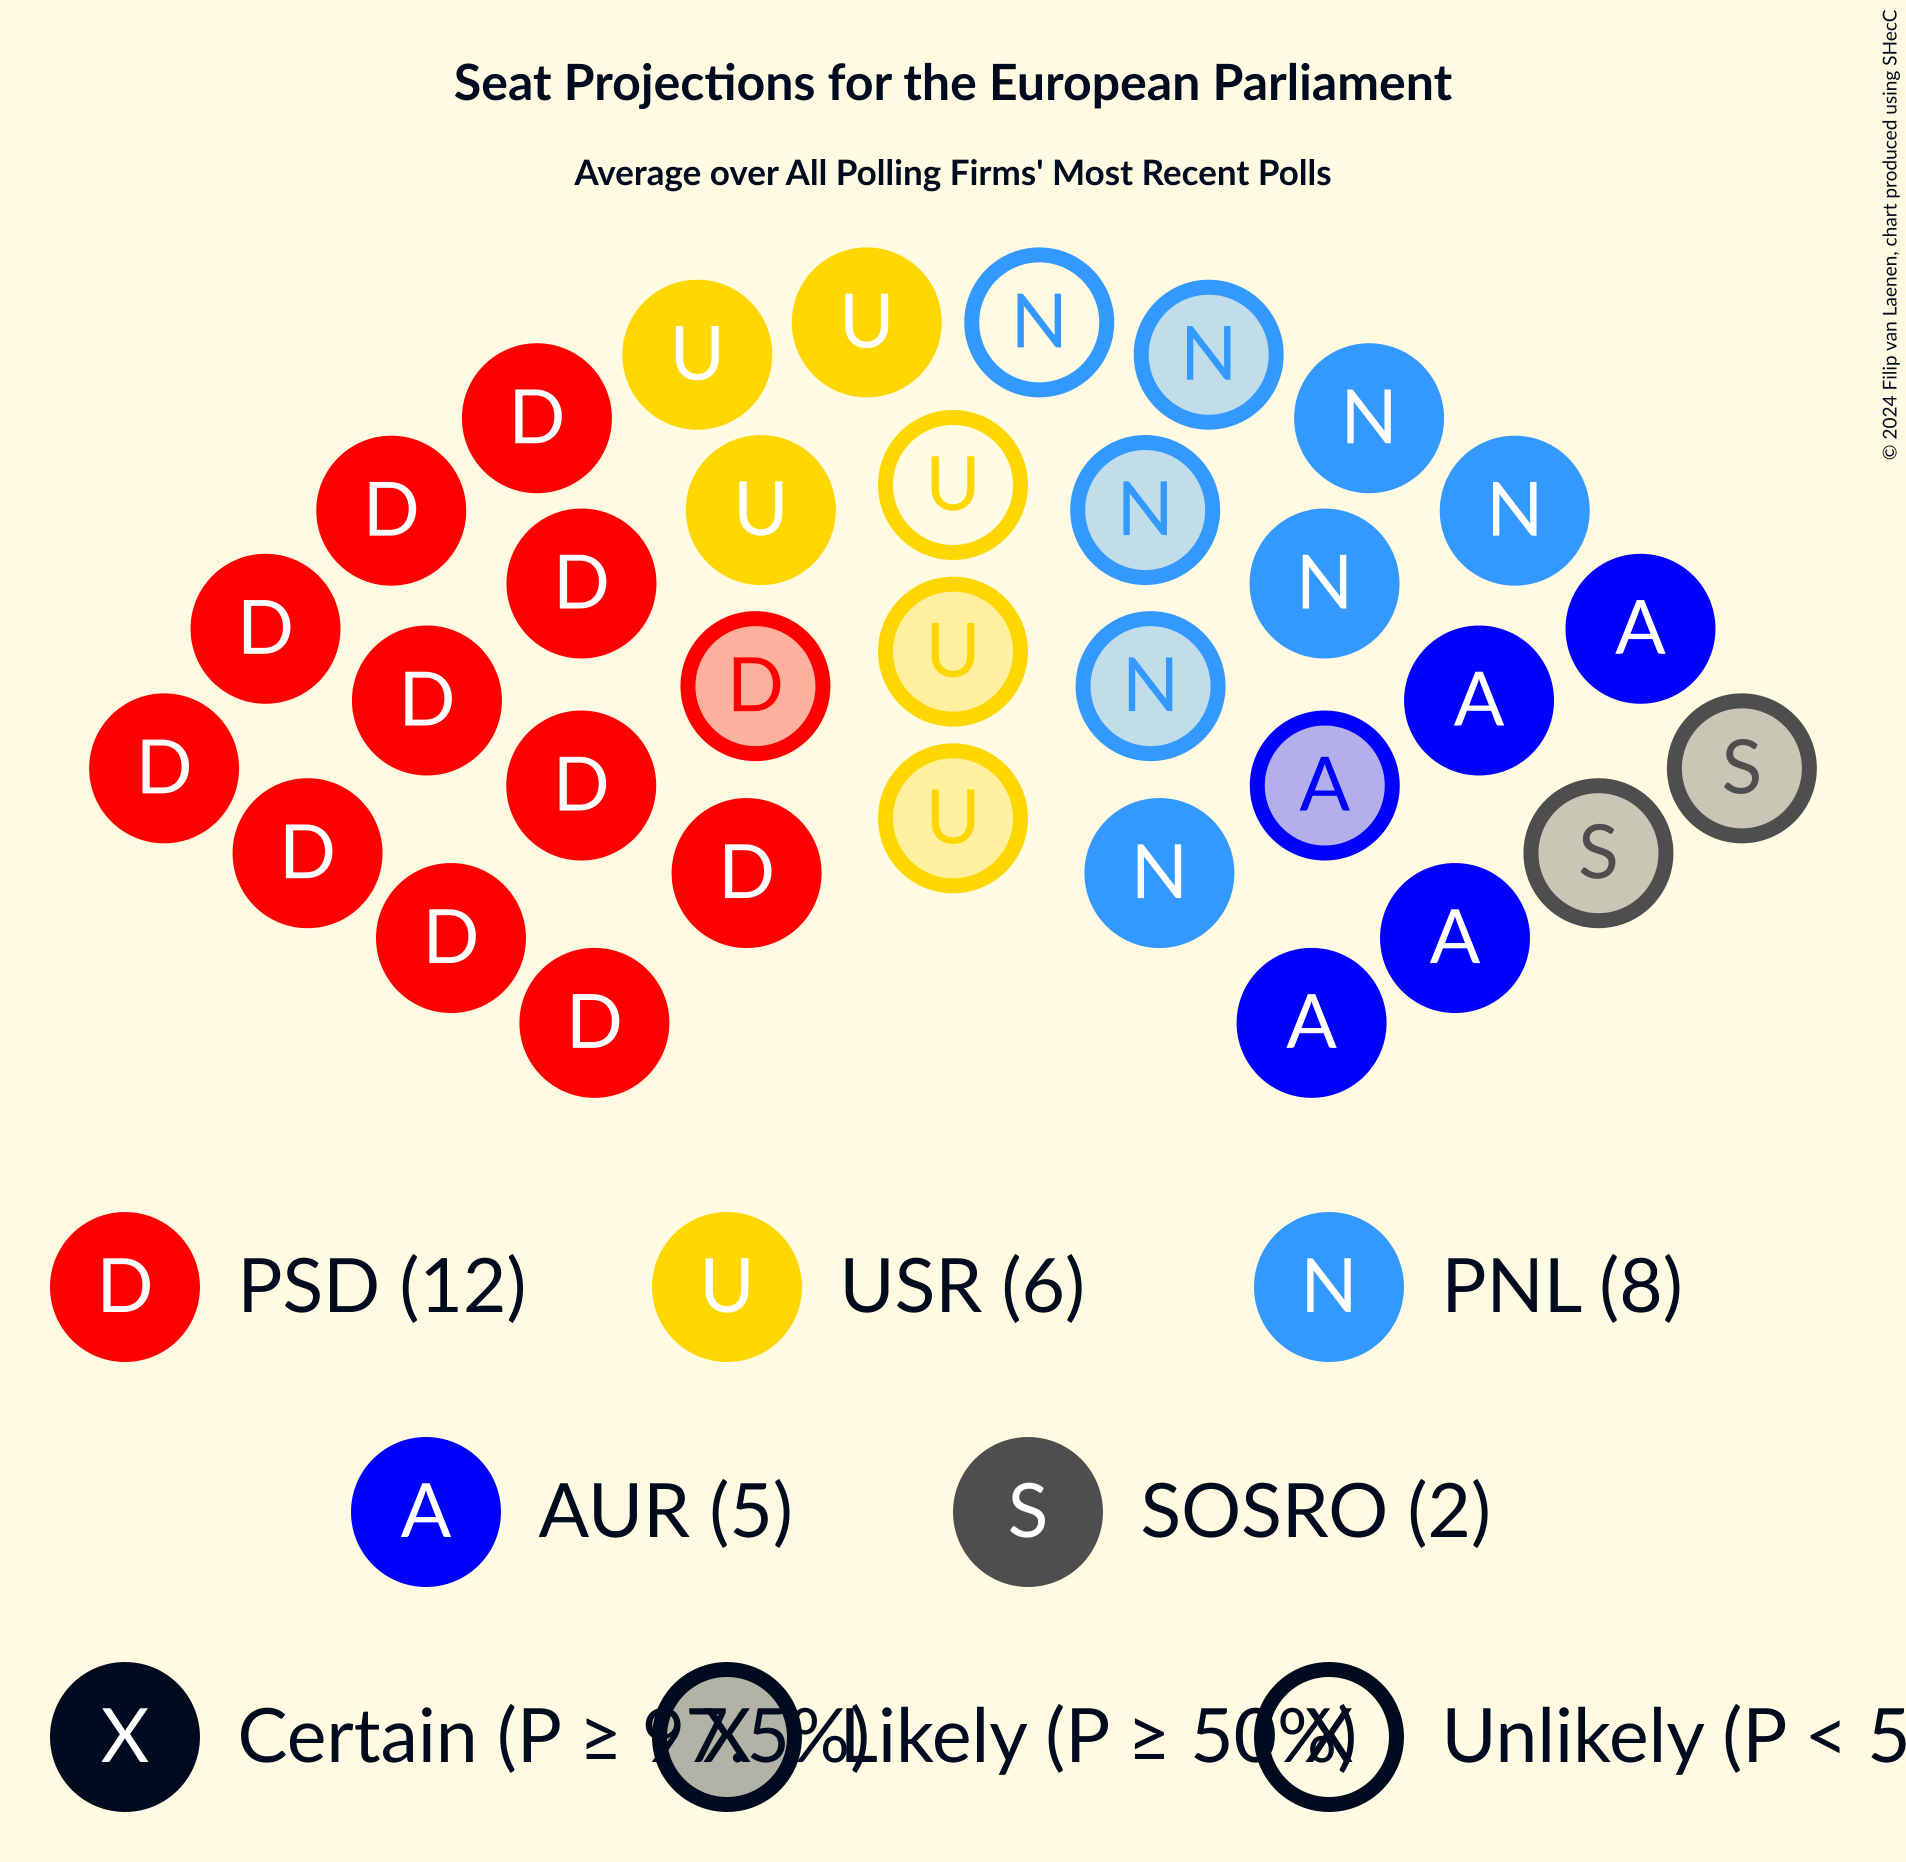 Seat Projections for the European Parliament
Average over All Polling Firms' Most Recent Polls
© 2024 Filip van Laenen, chart produced using SHecC
U N
U N
D N
U
D U N N
D N
D U N A
D D N
D A
D D A S
U
D D N S
D A
D A
D PSD (12) U USR (6) N PNL (8)
A AUR (5) S SOSRO (2)
X Certain (P ≥ 97.5%) X Likely (P ≥ 50%) X Unlikely (P < 5